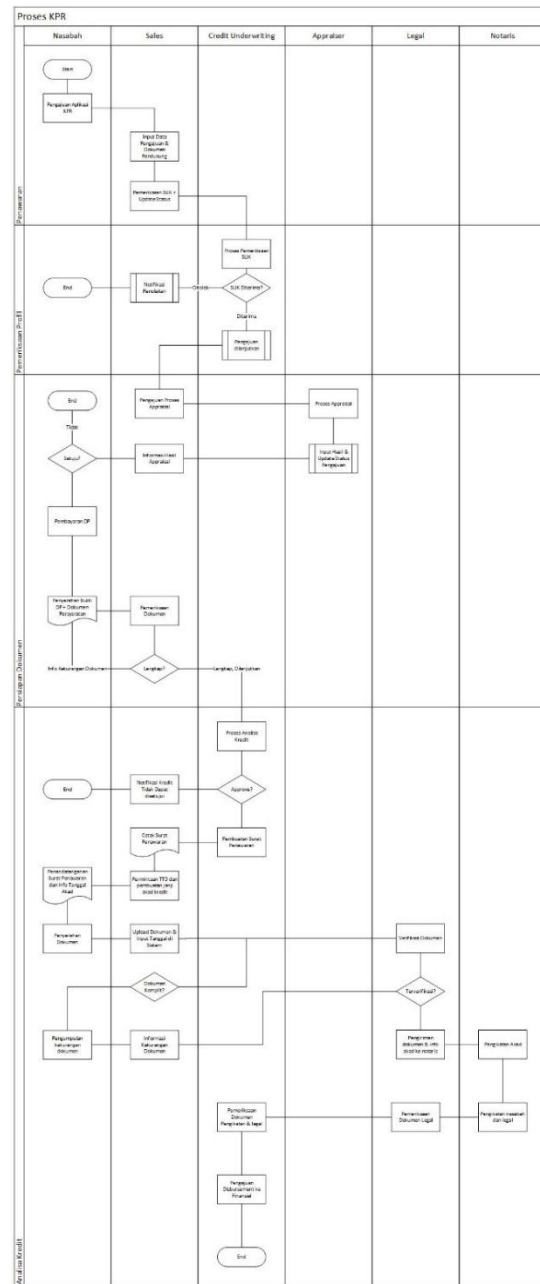 Proses KPR
Nasabah
Sales
Credit Underwriting
Appraiser
Legal
Notaris
Penawaran
Start
Pengajuan Aplikasi
KPR
Input Data
Pengajuan &
Dokumen
Pendukung
Pemeriksaan SLIK +
Update Status
Pemeriksaan Profil
Proses Pemeriksaan
SLIK
SLIK Diterima?
Ditolak
Notifikasi
Penolakan
End
Diterima
Pengajuan
dilanjutkan
Persiapan Dokumen
Pengajuan Proses
Appraisal
Proses Appraisal
Input Hasil &
Update Status
Pengajuan
Informasi Hasil
Appraisal
Setuju?
Tidak
End
Pembayaran DP
Penyerahan Bukti
DP + Dokumen
Persyaratan
Pemeriksaan
Dokumen
Lengkap?
Info Kekurangan Dokumen
Lengkap, Dilanjutkan
Analisa Kredit
Proses Analisa
Kredit
Approve?
Notifikasi Kredit
Tidak Dapat
disetujui
End
Pembuatan Surat
Penawaran
Cetak Surat
Penawaran
Permintaan TTD dan
pembuatan janji
akad kredit
Penandatanganan
Surat Penawaran
dan Info Tanggal
Akad
Penyerahan
Dokumen
Upload Dokumen &
Input Tanggal di
Sistem
Verifikasi Dokumen
Terverifikasi?
Dokumen
Komplit?
Informasi
Kekurangan
Dokumen
Pengumpulan
kekurangan
dokumen
Pengiriman
dokumen & info
akad ke notaris
Pengikatan Akad
Pengikatan nasabah
dan legal
Pemeriksaan
Dokumen Legal
Pemeriksaan
Dokumen
Pengikatan & legal
Pengajuan
Disbursement ke
Finansial
End